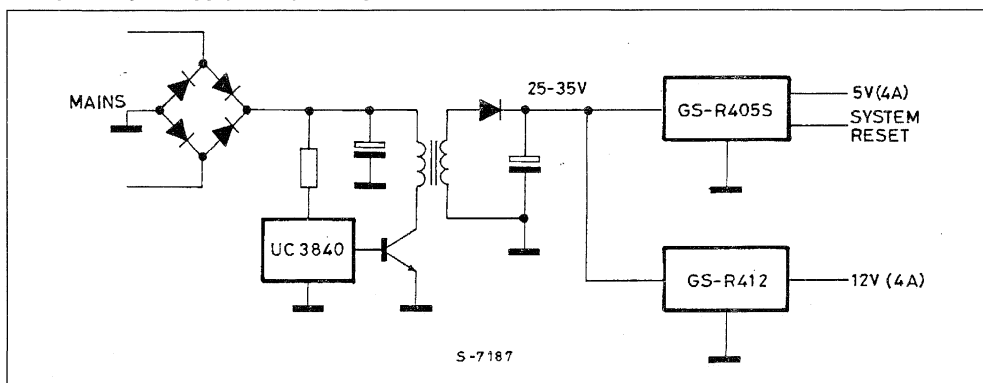 MAINS
25-35V
GS-R405S
5V(4A)
SYSTEM
RESET
UC3840
GS-R412
12V (4A)
S-7187